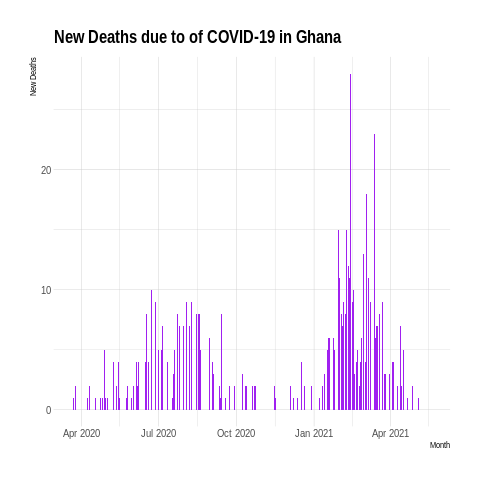 New Deaths due to of COVID-19 in Ghana
New Deaths
20
10
0
Apr 2020
Jul 2020
Oct 2020
Jan 2021
Apr 2021
Month